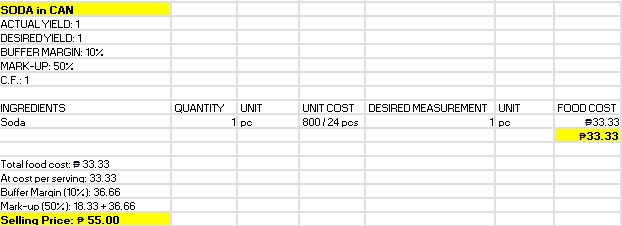 SODA in CAN
ACTUAL YIELD: 1
DESIRED YIELD: 1
BUFFER MARGIN: 10%
MARK-UP: 50%
C.F.: 1
INGREDIENTS QUANTITY UNIT UNIT COST DESIRED MEASUREMENT UNIT FOOD COST
Soda 1 pc 800 / 24 pcs 1 pc ₱33.33
₱33.33
Total food cost: ₱ 33.33
At cost per serving: 33.33
Buffer Margin (10%): 36.66
Mark-up (50%): 18.33 + 36.66
Selling Price: ₱ 55.00